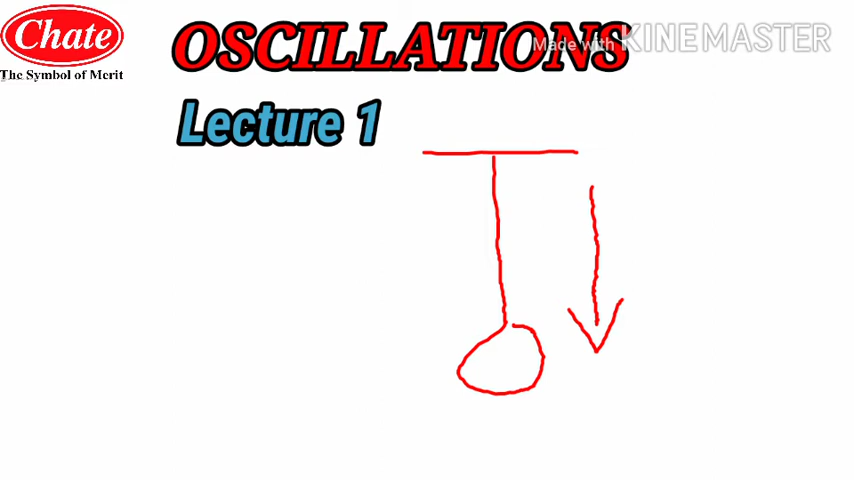 Chate
The Symbol of Merit
OSCILLATIONS
Made with KINEMASTER
Lecture 1